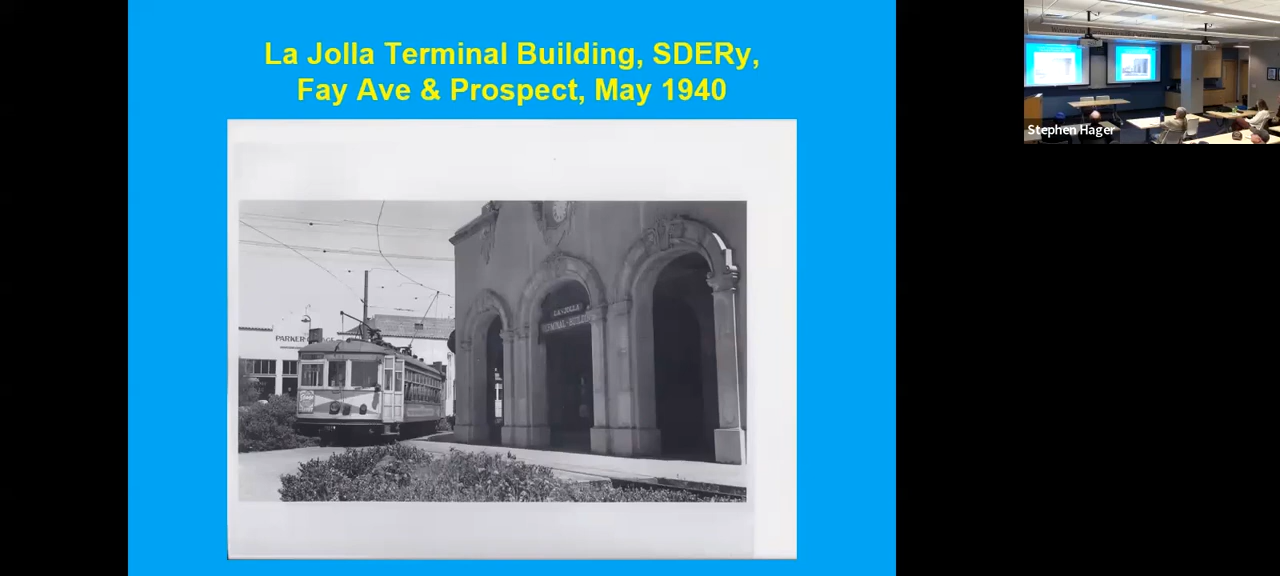 La Jolla Terminal Building, SDERy,
Fay Ave & Prospect, May 1940
Stephen Hager
PARKER
LA JOLLA
TERMINAL BUILDING